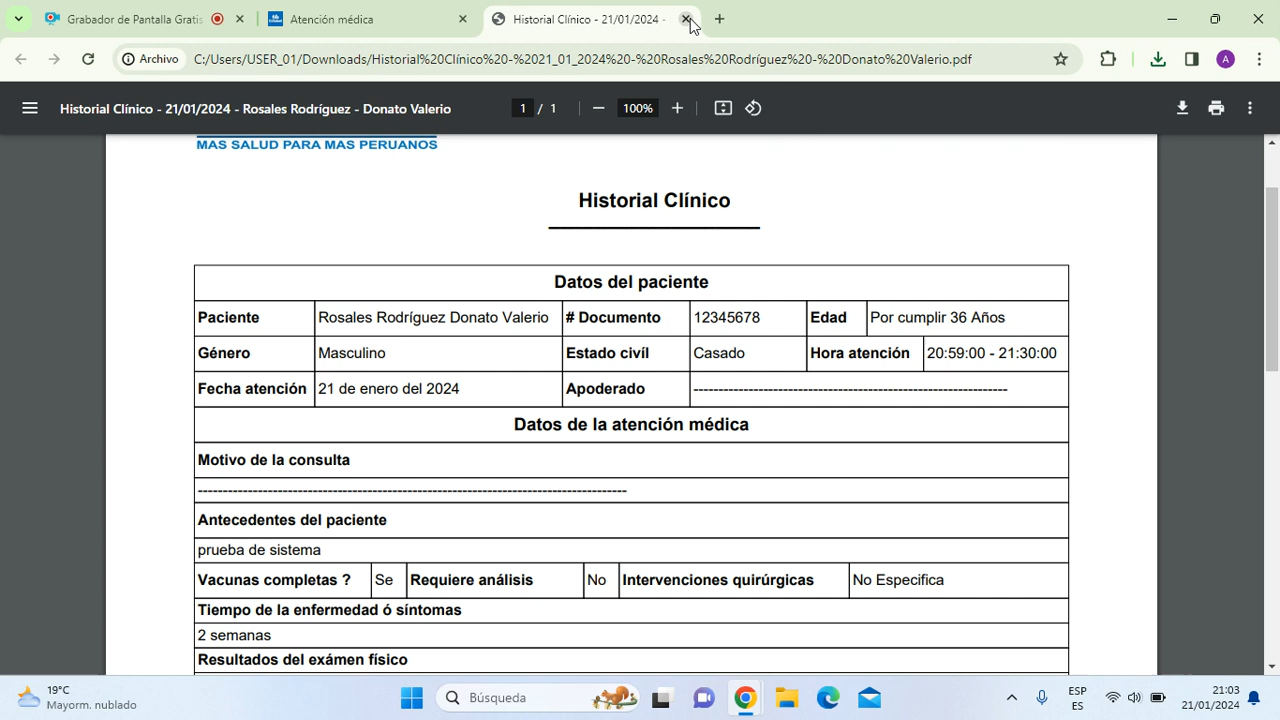 Grabador de Pantalla Gratis
Atención médica
Historial Clínico - 21/01/2024 -
Archivo
C:/Users/USER_01/Downloads/Historial%20Clínico%20-%2021_01_2024%20-%20Rosales%20Rodríguez%20-%20Donato%20Valerio.pdf
A
Historial Clínico - 21/01/2024 - Rosales Rodríguez - Donato Valerio
1 / 1
100%
MAS SALUD PARA MAS PERUANOS
Historial Clínico
Datos del paciente
Paciente Rosales Rodríguez Donato Valerio # Documento 12345678 Edad Por cumplir 36 Años
Género Masculino Estado civíl Casado Hora atención 20:59:00 - 21:30:00
Fecha atención 21 de enero del 2024 Apoderado ---------------------------------------------------------------
Datos de la atención médica
Motivo de la consulta
--------------------------------------------------------------------------------------
Antecedentes del paciente
prueba de sistema
Vacunas completas ? Se Requiere análisis No Intervenciones quirúrgicas No Especifica
Tiempo de la enfermedad ó síntomas
2 semanas
Resultados del exámen físico
19°C
Mayorm. nublado
Búsqueda
ESP
ES
21:03
21/01/2024